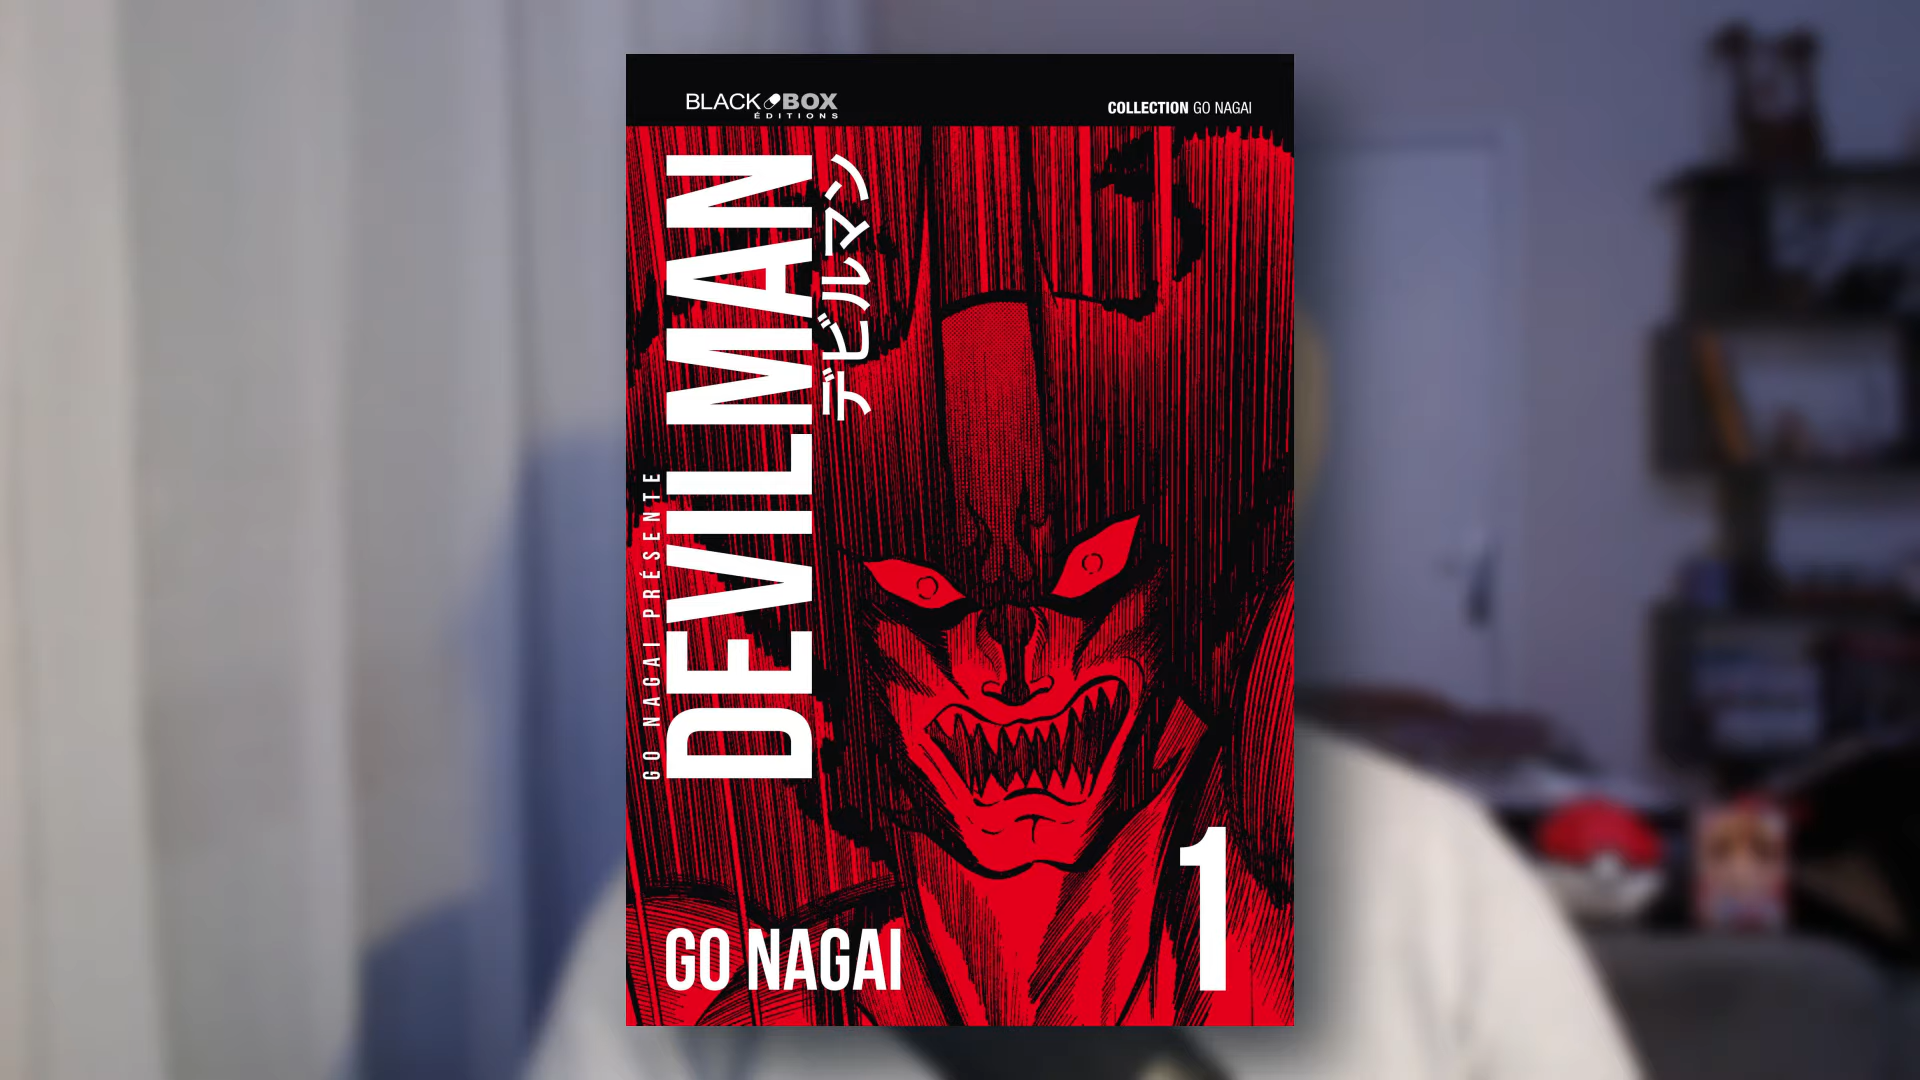 BLACK BOX
ÉDITIONS
COLLECTION GO NAGAI
GO NAGAI PRÉSENTE
DEVILMAN
デビルマン
GO NAGAI
1